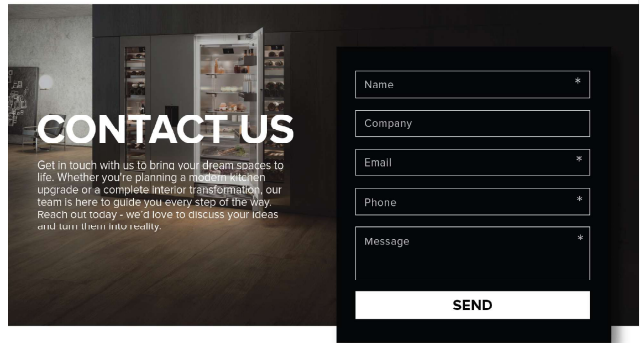 CONTACT US
Get in touch with us to bring your dream spaces to
life. Whether you're planning a modern kitchen
upgrade or a complete interior transformation, our
team is here to guide you every step of the way.
Reach out today - we'd love to discuss your ideas
and turn them into reality.
Name *
Company
Email *
Phone *
Message *
SEND